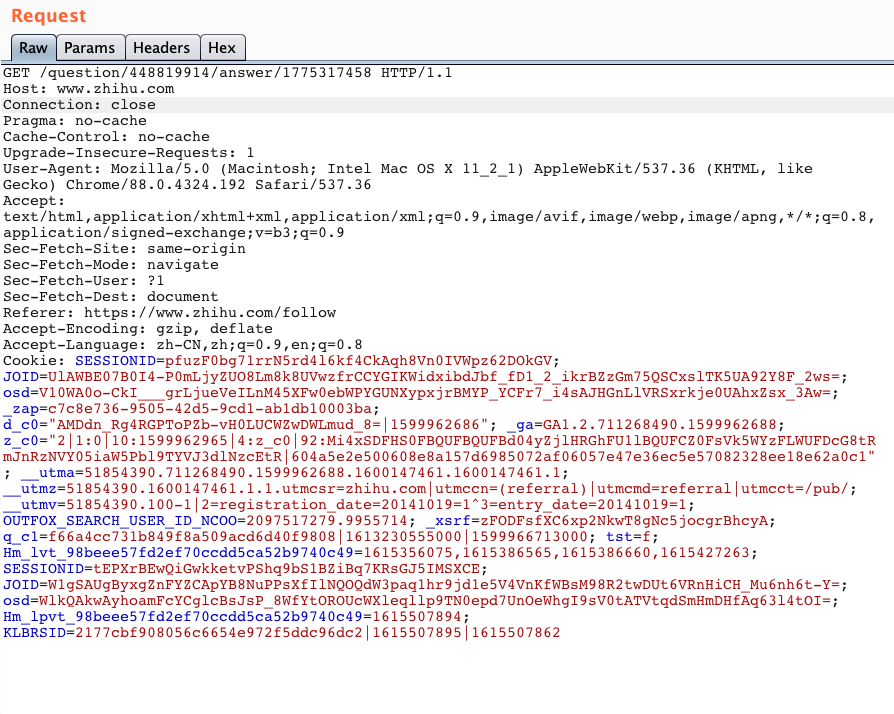 Request
Raw Params Headers Hex
GET /question/448819914/answer/1775317458 HTTP/1.1
Host: www.zhihu.com
Connection: close
Pragma: no-cache
Cache-Control: no-cache
Upgrade-Insecure-Requests: 1
User-Agent: Mozilla/5.0 (Macintosh; Intel Mac OS X 11_2_1) AppleWebKit/537.36 (KHTML, like
Gecko) Chrome/88.0.4324.192 Safari/537.36
Accept:
text/html,application/xhtml+xml,application/xml;q=0.9,image/avif,image/webp,image/apng,*/*;q=0.8,
application/signed-exchange;v=b3;q=0.9
Sec-Fetch-Site: same-origin
Sec-Fetch-Mode: navigate
Sec-Fetch-User: ?1
Sec-Fetch-Dest: document
Referer: https://www.zhihu.com/follow
Accept-Encoding: gzip, deflate
Accept-Language: zh-CN,zh;q=0.9,en;q=0.8
Cookie: SESSIONID=pfuzF0bg71rrN5rd4l6kf4CkAqh8Vn0IVWpz62DOkGV;
JOID=UlAWBE07B0I4-P0mLjyZUO8Lm8k8UVwzfrCCYGIKWidxibdJbf_fD1_2_ikrBZzGm75QSCxslTK5UA92Y8F_2ws=;
osd=V10WA0o-CkI___grLjueVeILnM45XFw0ebWPYGUNXypxjrBMYP_YCFr7_i4sAJHGnLlVRSxrkje0UAhxZsx_3Aw=;
_zap=c7c8e736-9505-42d5-9cd1-ab1db10003ba;
d_c0="AMDdn_Rg4RGPToPZb-vH0LUCWZwDWLmud_8=|1599962686"; _ga=GA1.2.711268490.1599962688;
z_c0="2|1:0|10:1599962965|4:z_c0|92:Mi4xSDFHS0FBQUFBQUFBd04yZjlHRGhFU1lBQUFCZ0FsVk5WYzFLWUFDcG8tR
mJnRzNVY05iaW5Pbl9TYVJ3dlNzcEtR|604a5e2e500608e8a157d6985072af06057e47e36ec5e57082328ee18e62a0c1"
; __utma=51854390.711268490.1599962688.1600147461.1600147461.1;
__utmz=51854390.1600147461.1.1.utmcsr=zhihu.com|utmccn=(referral)|utmcmd=referral|utmcct=/pub/;
__utmv=51854390.100-1|2=registration_date=20141019=1^3=entry_date=20141019=1;
OUTFOX_SEARCH_USER_ID_NCOO=2097517279.9955714; _xsrf=zFODFsfXC6xp2NkwT8gNc5jocgrBhcyA;
q_c1=f66a4cc731b849f8a509acd6d40f9808|1613230555000|1599966713000; tst=f;
Hm_lvt_98beee57fd2ef70ccdd5ca52b9740c49=1615356075,1615386565,1615386660,1615427263;
SESSIONID=tEPXrBEwQiGwkketvPShq9bS1BZiBq7KRsGJ5IMSXCE;
JOID=W1gSAUgByxgZnFYZCApYB8NuPPsXfIlNQOQdW3paq1hr9jd1e5V4VnKfWBsM98R2twDUt6VRnHiCH_Mu6nh6t-Y=;
osd=WlkQAkwAyhoamFcYCglcBsJsP_8WfYtOROUcWXleqllp9TN0epd7UnOeWhgI9sV0tATVtqdSmHmDHfAq63l4tOI=;
Hm_lpvt_98beee57fd2ef70ccdd5ca52b9740c49=1615507894;
KLBRSID=2177cbf908056c6654e972f5ddc96dc2|1615507895|1615507862